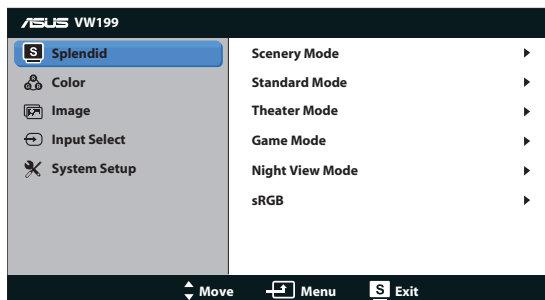 ASUS VW199
S Splendid
Color
Image
Input Select
System Setup
Scenery Mode
Standard Mode
Theater Mode
Game Mode
Night View Mode
sRGB
Move Menu S Exit